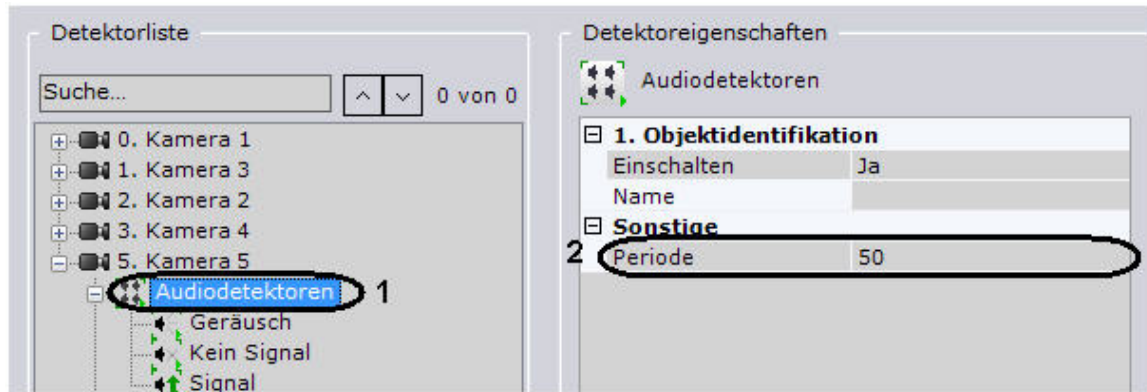 Detektorliste
Suche...
0 von 0
0. Kamera 1
1. Kamera 3
2. Kamera 2
3. Kamera 4
5. Kamera 5
Audiodetektoren 1
Geräusch
Kein Signal
Signal
Detektoreigenschaften
Audiodetektoren
1. Objektidentifikation
Einschalten Ja
Name
Sonstige
2 Periode 50